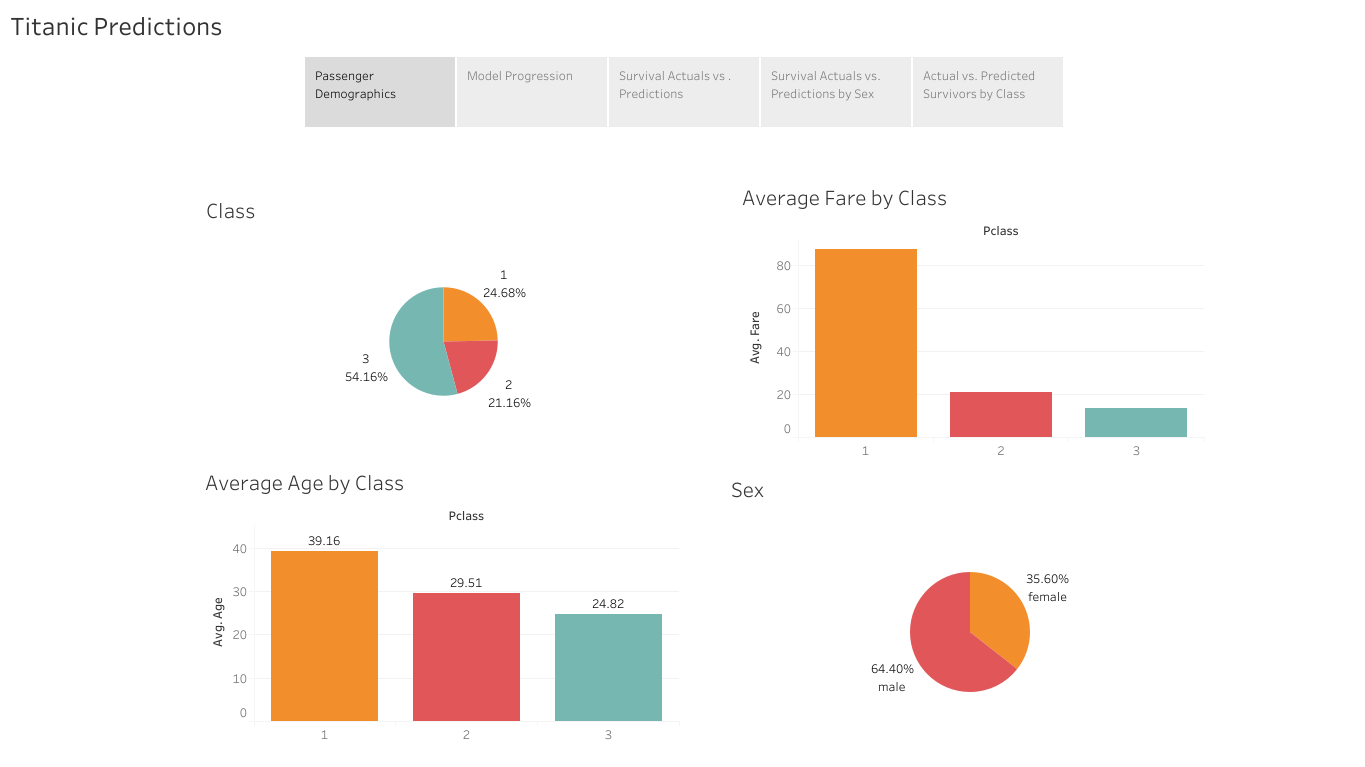 Titanic Predictions
Passenger
Demographics
Model Progression
Survival Actuals vs .
Predictions
Survival Actuals vs.
Predictions by Sex
Actual vs. Predicted
Survivors by Class
Class
1
24.68%
3
54.16%
2
21.16%
Average Fare by Class
Pclass
Avg. Fare
80
60
40
20
0
1
2
3
Average Age by Class
Pclass
Avg. Age
40
30
20
10
0
39.16
29.51
24.82
1
2
3
Sex
35.60%
female
64.40%
male